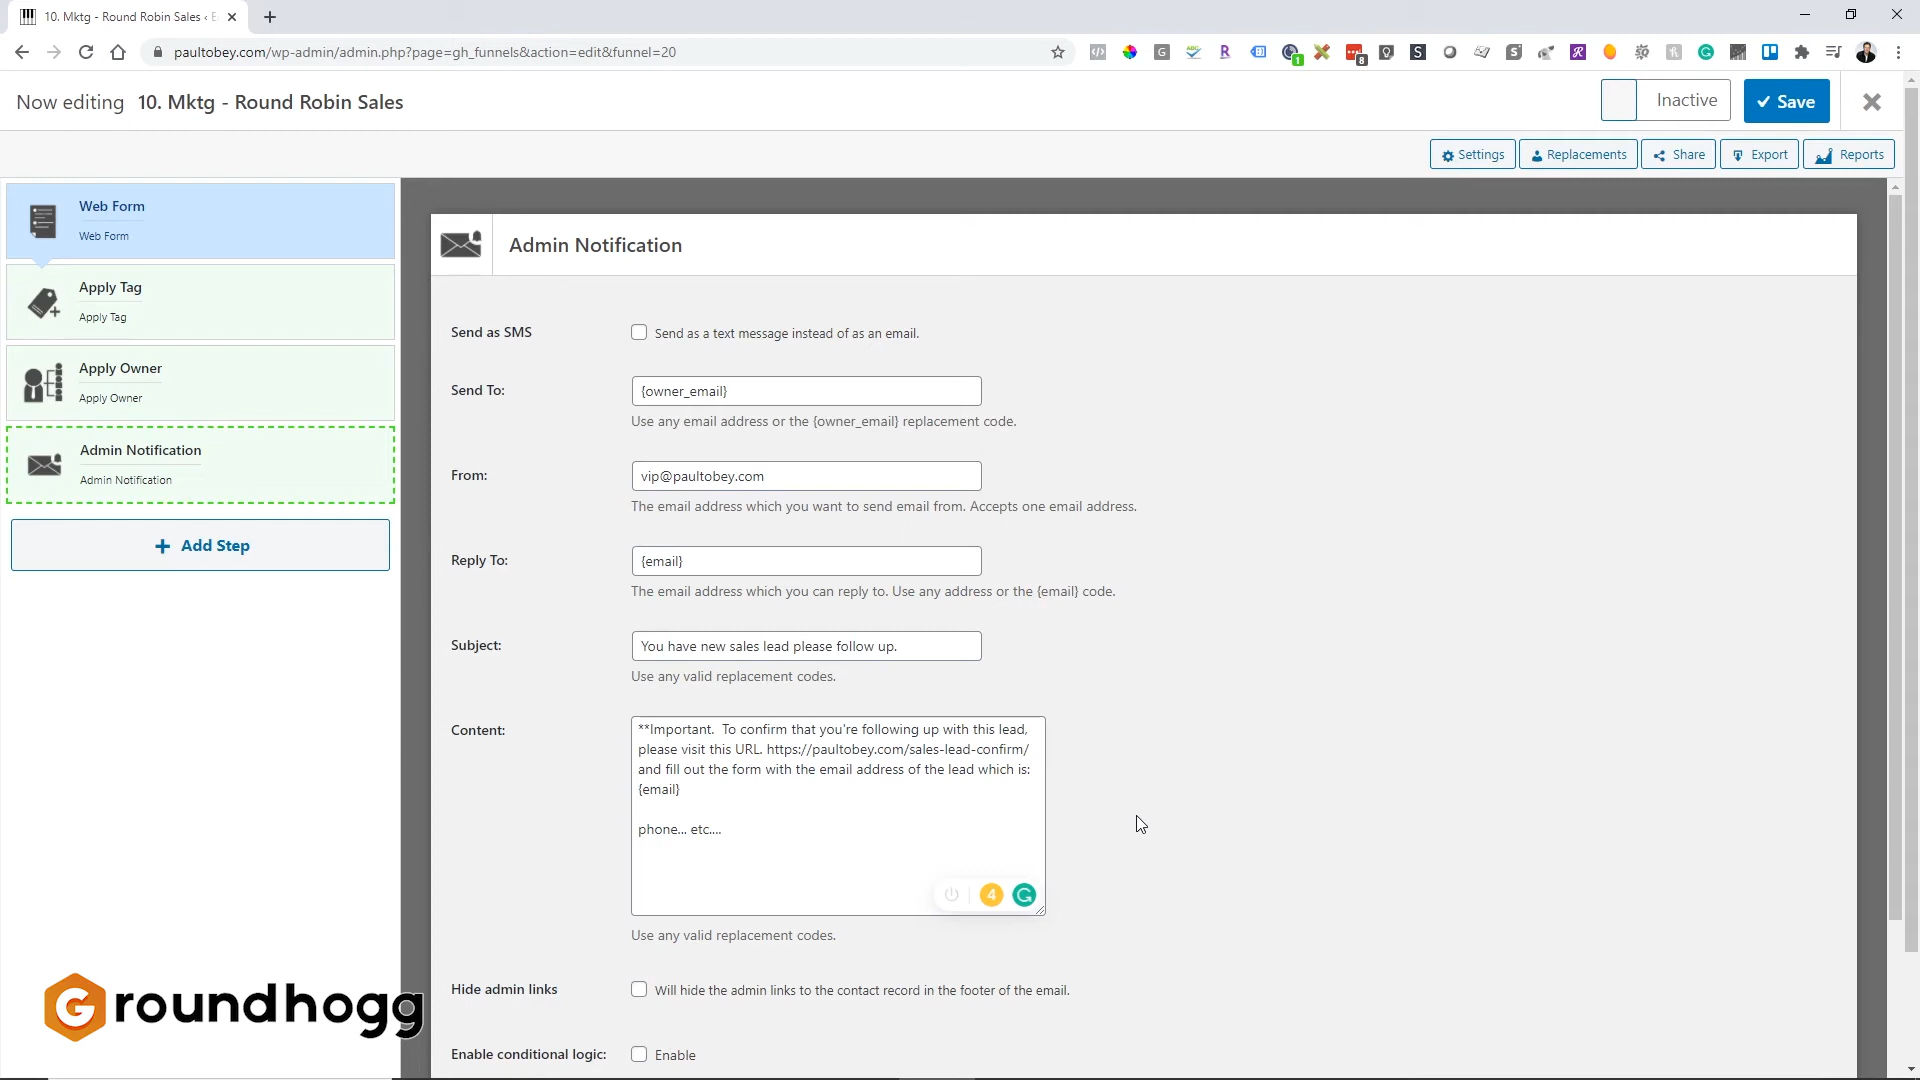 10. Mktg - Round Robin Sales ‹
paultobey.com/wp-admin/admin.php?page=gh_funnels&action=edit&funnel=20
Now editing 10. Mktg - Round Robin Sales
Inactive
Save
Settings
Replacements
Share
Export
Reports
Web Form
Web Form
Apply Tag
Apply Tag
Apply Owner
Apply Owner
Admin Notification
Admin Notification
Add Step
Admin Notification
Send as SMS
Send as a text message instead of as an email.
Send To:
{owner_email}
Use any email address or the {owner_email} replacement code.
From:
vip@paultobey.com
The email address which you want to send email from. Accepts one email address.
Reply To:
{email}
The email address which you can reply to. Use any address or the {email} code.
Subject:
You have new sales lead please follow up.
Use any valid replacement codes.
Content:
**Important.  To confirm that you're following up with this lead,
please visit this URL. https://paultobey.com/sales-lead-confirm/
and fill out the form with the email address of the lead which is:
{email}
phone... etc....
4
Use any valid replacement codes.
Hide admin links
Will hide the admin links to the contact record in the footer of the email.
Enable conditional logic:
Enable
Groundhogg